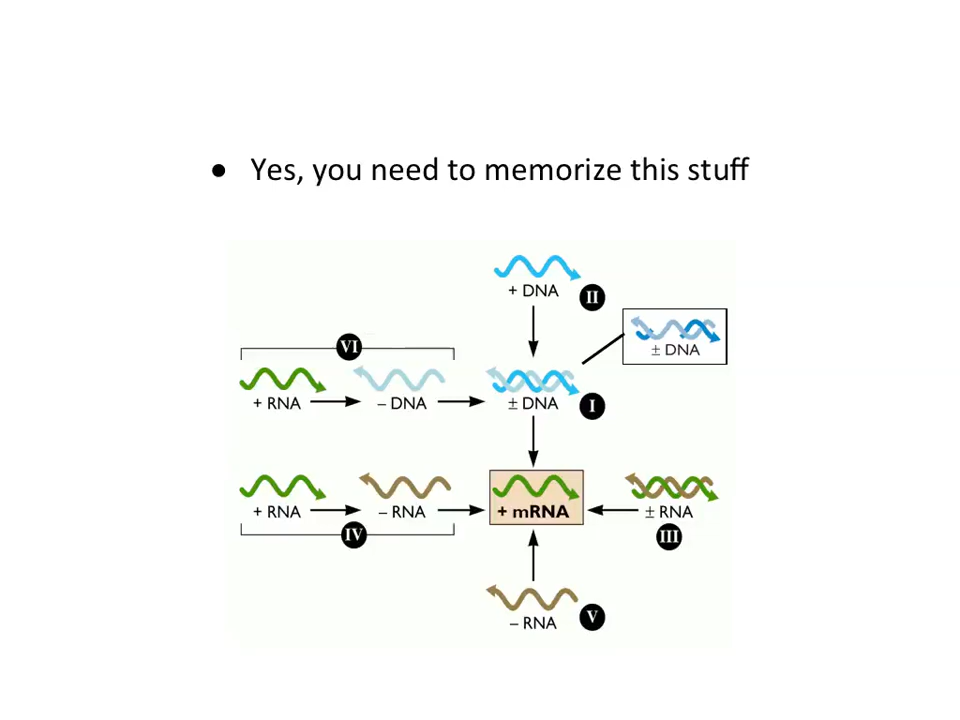 ● Yes, you need to memorize this stuff
+ DNA
II
± DNA
VI
+ RNA
– DNA
± DNA
I
+ RNA
– RNA
+ mRNA
± RNA
IV
III
– RNA
V